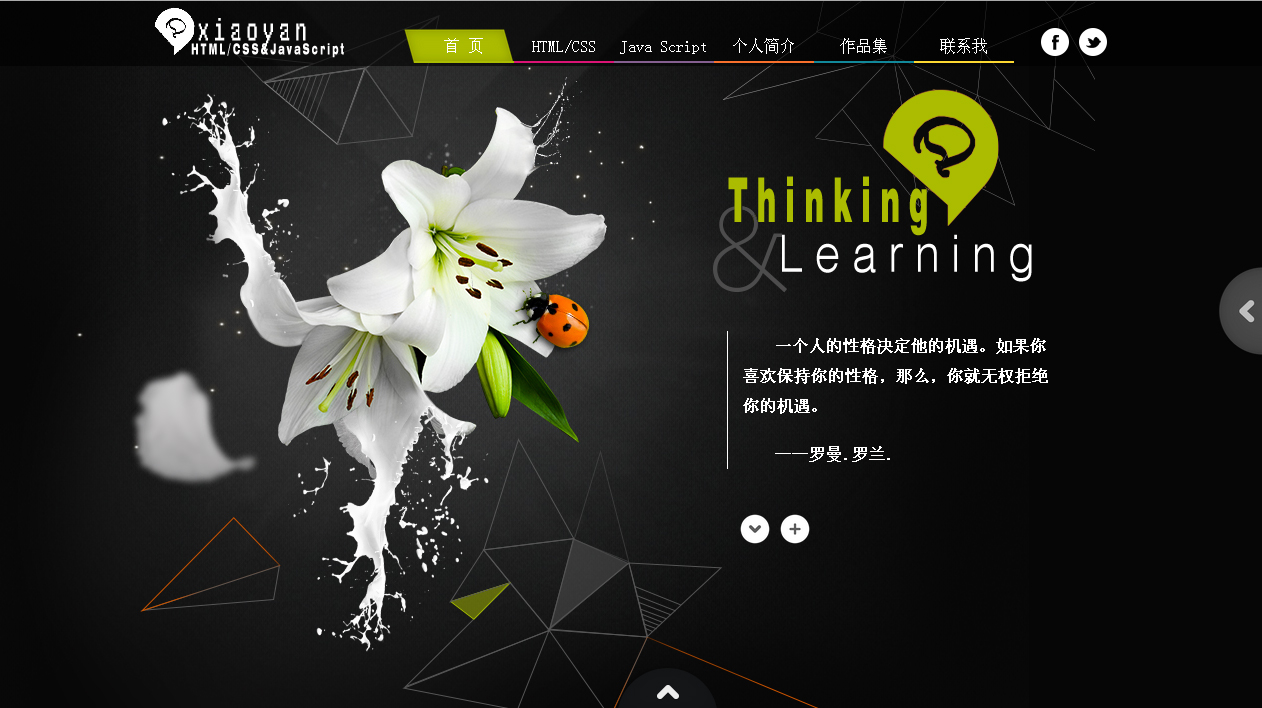 xiaoyan
HTML/CSS&JavaScript
首 页 HTML/CSS Java Script 个人简介 作品集 联系我
Thinking
&Learning
一个人的性格决定他的机遇。如果你
喜欢保持你的性格，那么，你就无权拒绝
你的机遇。
——罗曼.罗兰.